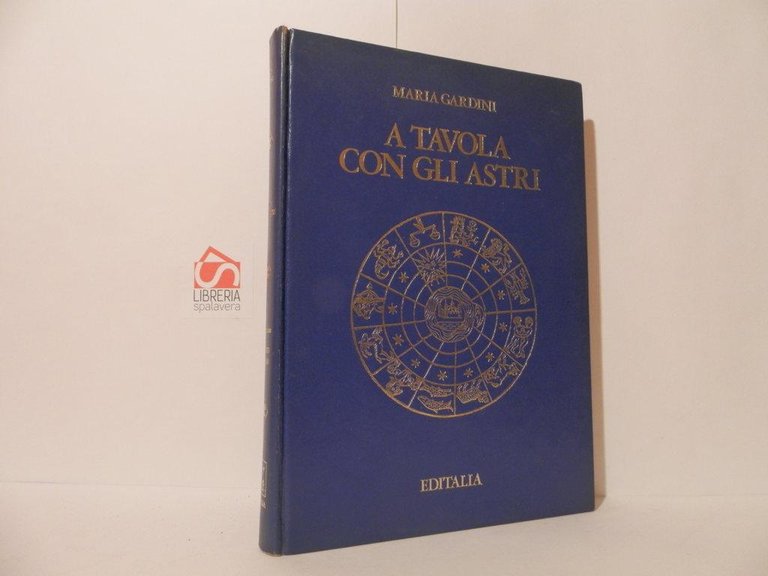 MARIA GARDINI
A TAVOLA
CON GLI ASTRI
EDITALIA
LIBRERIA
spalavera